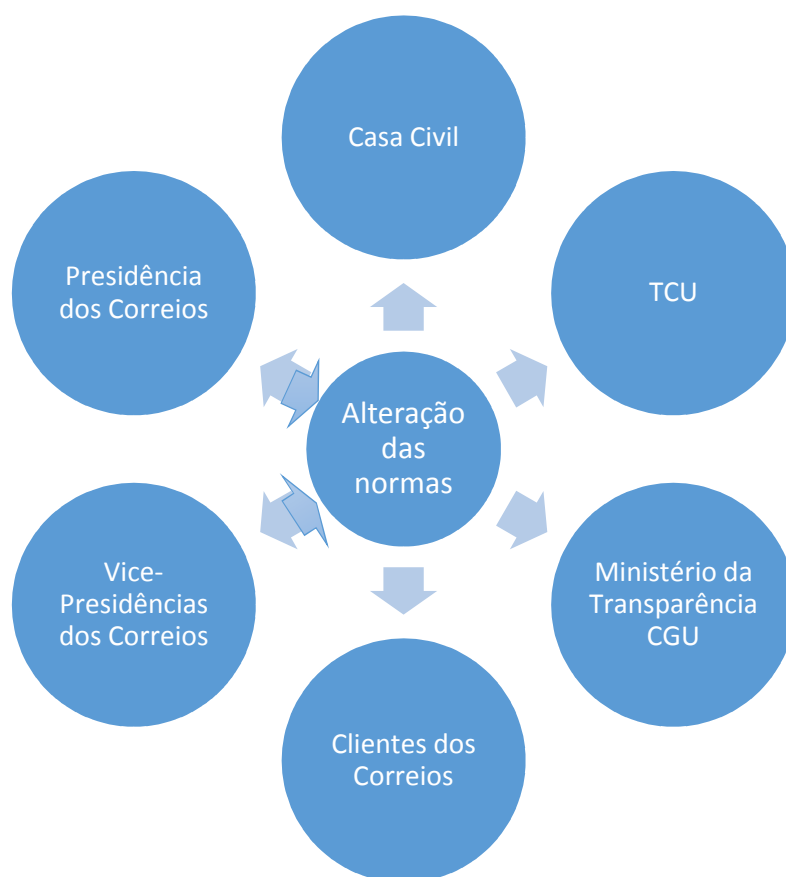 Casa Civil
Presidência
dos Correios
TCU
Alteração
das
normas
Vice-
Presidências
dos Correios
Ministério da
Transparência
CGU
Clientes dos
Correios